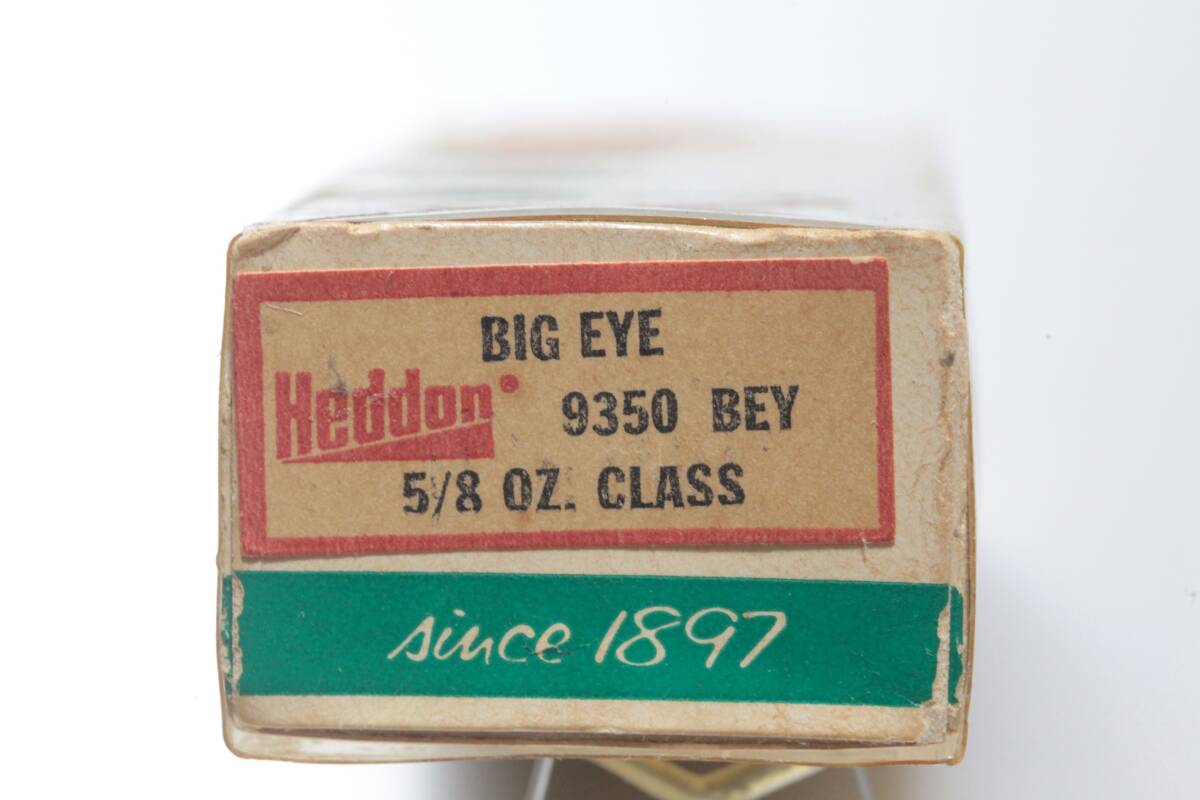 BIG EYE
Heddon® 9350 BEY
5/8 OZ. CLASS
since 1897